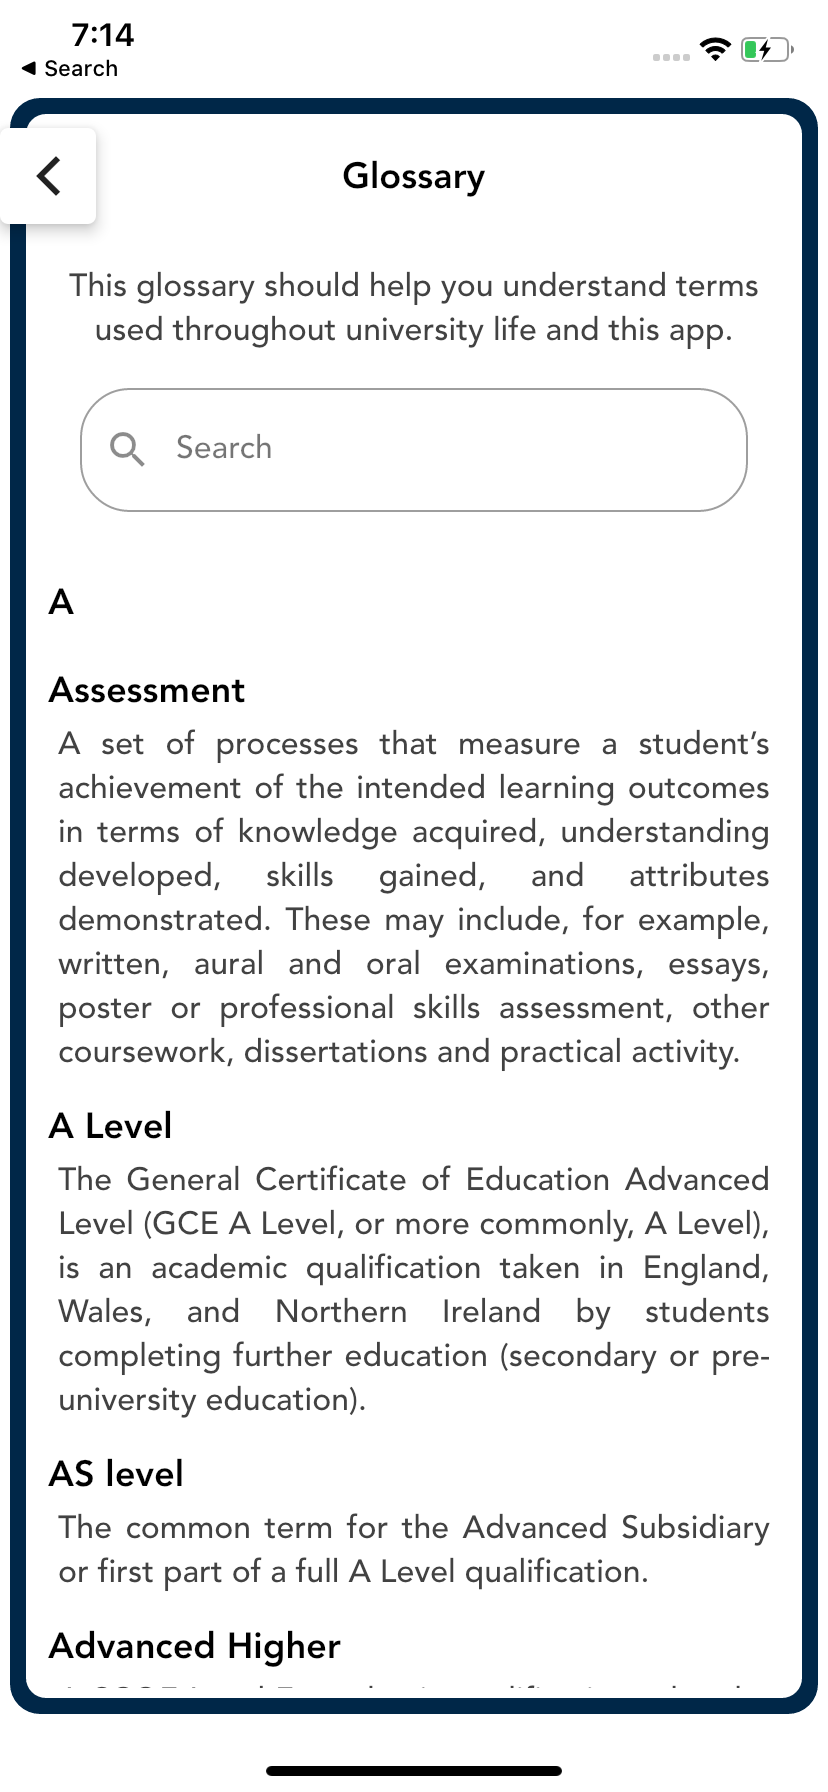 7:14
◀ Search
Glossary
This glossary should help you understand terms
used throughout university life and this app.
Search
A
Assessment
A set of processes that measure a student’s
achievement of the intended learning outcomes
in terms of knowledge acquired, understanding
developed, skills gained, and attributes
demonstrated. These may include, for example,
written, aural and oral examinations, essays,
poster or professional skills assessment, other
coursework, dissertations and practical activity.
A Level
The General Certificate of Education Advanced
Level (GCE A Level, or more commonly, A Level),
is an academic qualification taken in England,
Wales, and Northern Ireland by students
completing further education (secondary or pre-
university education).
AS level
The common term for the Advanced Subsidiary
or first part of a full A Level qualification.
Advanced Higher